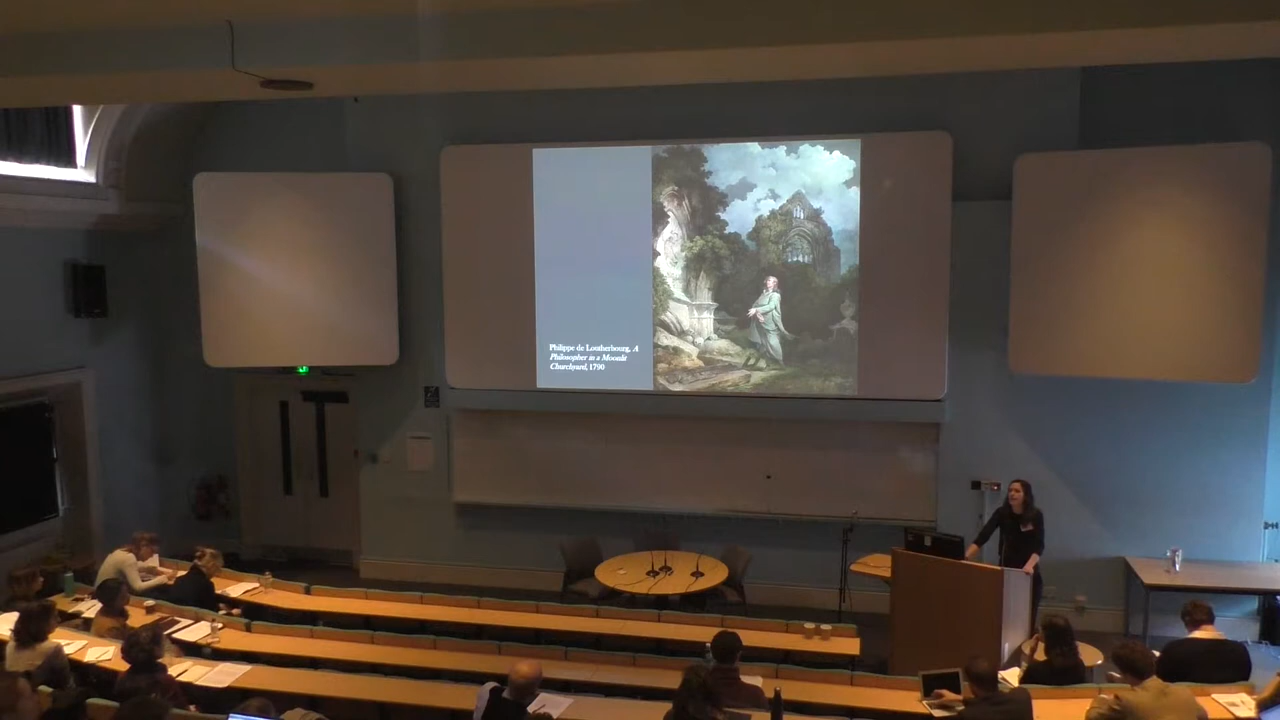 Philippe de Loutherbourg, A
Philosopher in a Moonlit
Churchyard, 1790